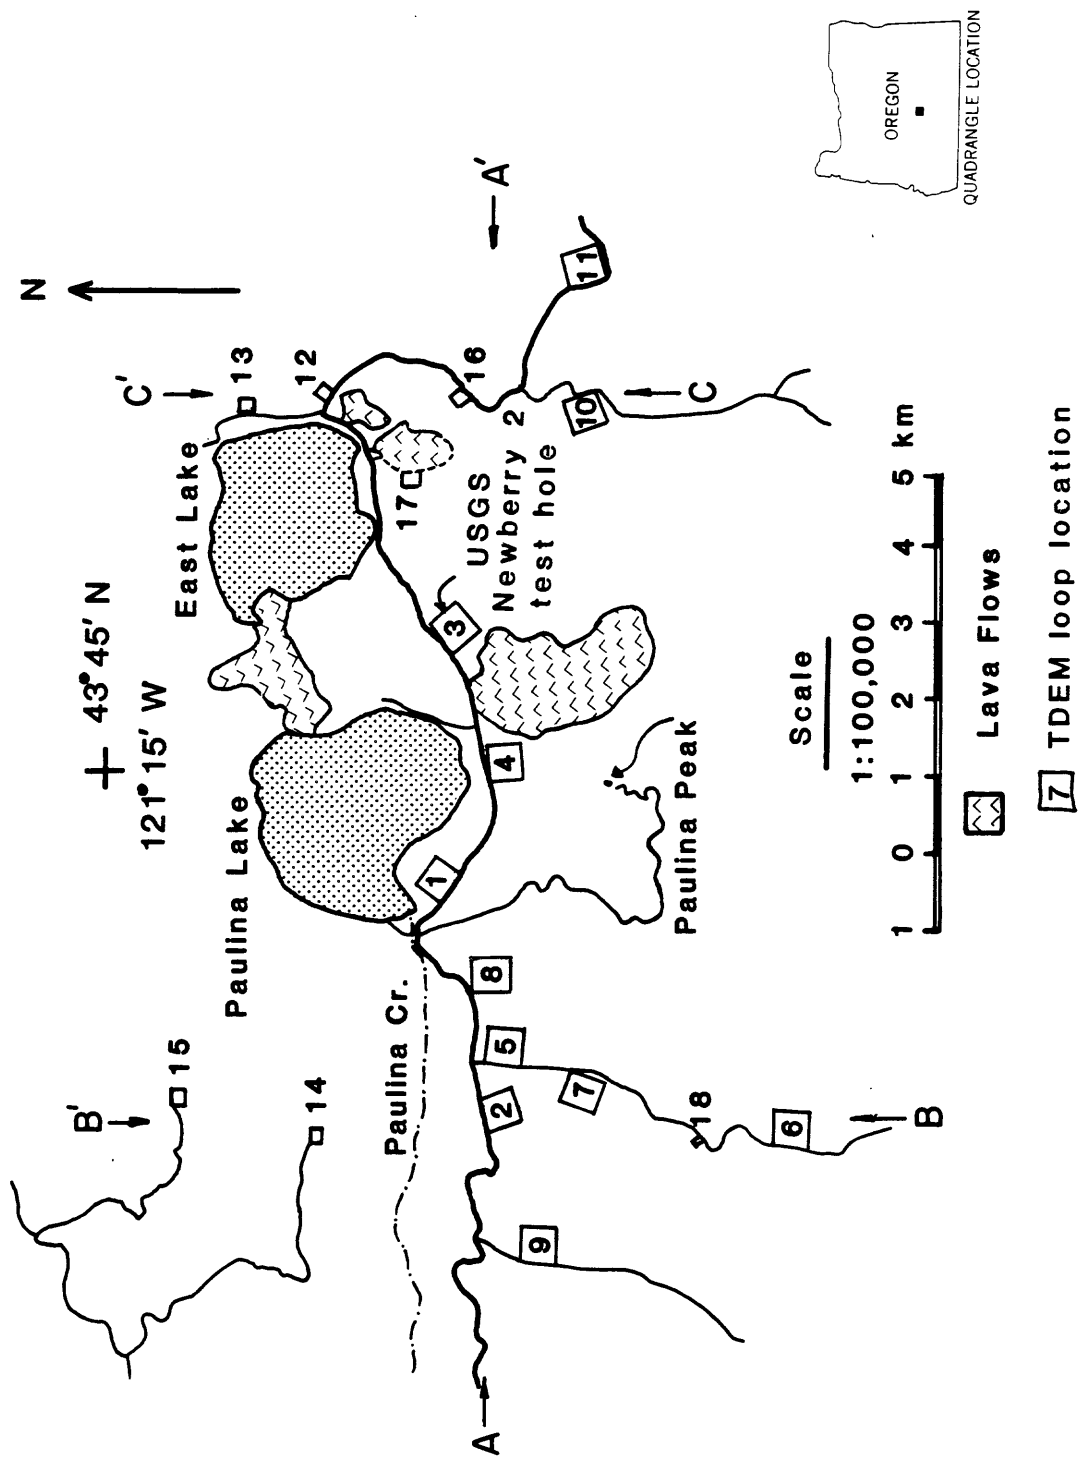 N
43° 45' N
121° 15' W
B'
C'
15
14
13
12
Paulina Lake
East Lake
Paulina Cr.
A
A'
17
16
1
8
5
2
7
9
18
6
4
3
10
11
USGS
Newberry 2
test hole
Paulina Peak
B
C
Scale
1:100,000
1 0 1 2 3 4 5 km
Lava Flows
7 TDEM loop location
OREGON
QUADRANGLE LOCATION